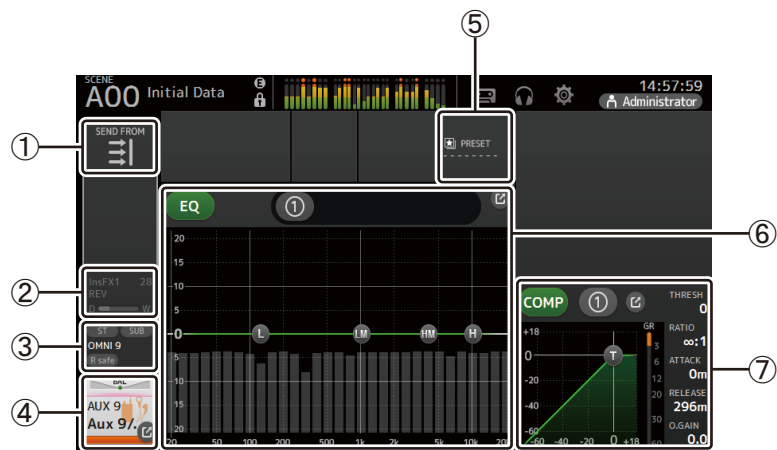 ⑤
SCENE
A00 Initial Data
E
14:57:59
Administrator
①
SEND FROM
PRESET
EQ ①
⑥
20
15
10
5
0
5
10
15
20
L LM HM H
20 50 100 200 500 1k 2k 5k 10k 20
②
InsFX1 28
REV
D W
③
ST SUB
OMNI 9
R safe
④
BAL
AUX 9
Aux 9/.
COMP ①
THRESH
0
RATIO
∞:1
ATTACK
0m
RELEASE
296m
O.GAIN
0.0
⑦
+18
0
-20
-40
-60
T
-60 -40 -20 0 +18
GR
3
6
12
20
30
60